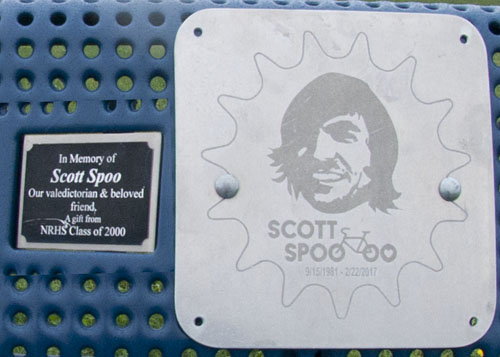 In Memory of
Scott Spoo
Our valedictorian & beloved
friend,
A gift from
NRHS Class of 2000
SCOTT
SPOO
9/15/1981 - 2/22/2017